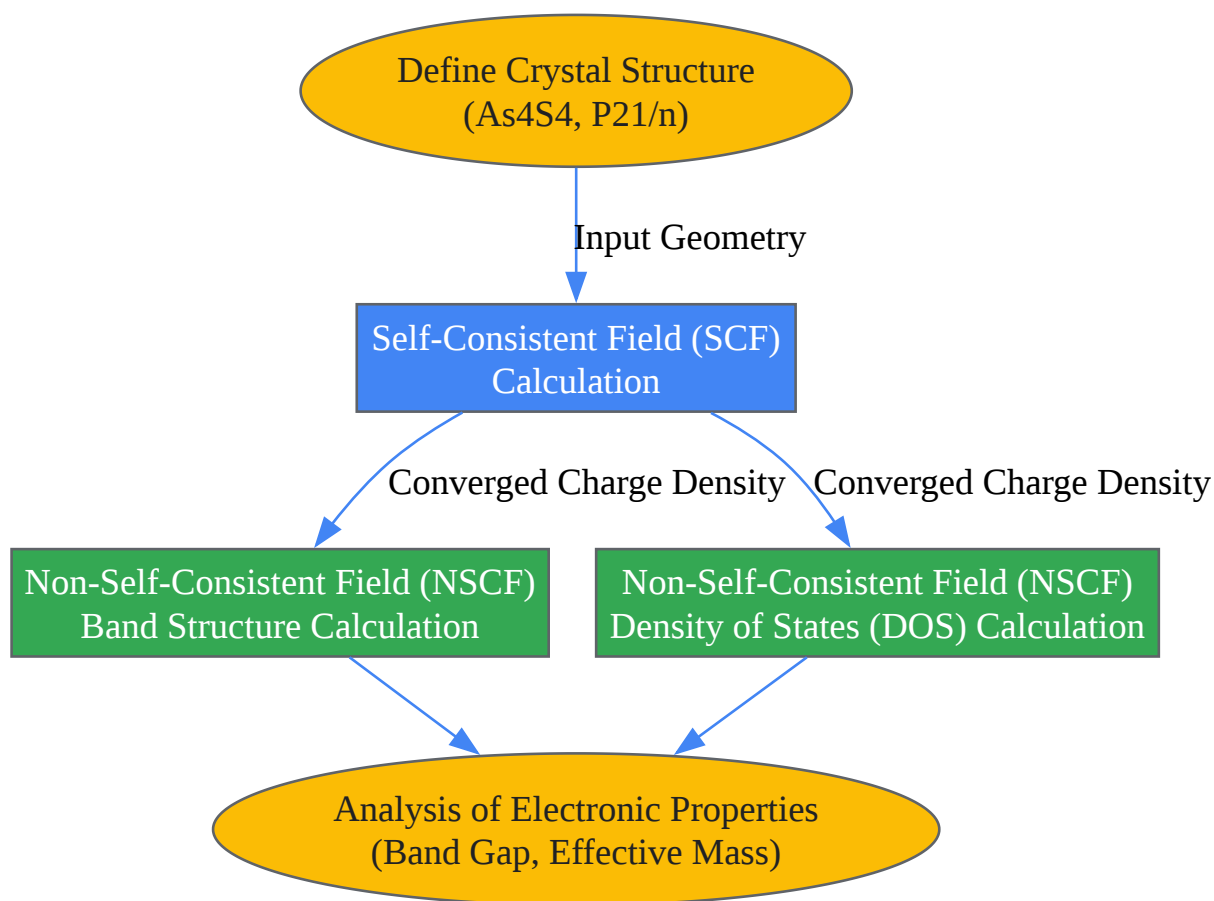 Define Crystal Structure
(As4S4, P21/n)
Input Geometry
Self-Consistent Field (SCF)
Calculation
Converged Charge Density
Converged Charge Density
Non-Self-Consistent Field (NSCF)
Band Structure Calculation
Non-Self-Consistent Field (NSCF)
Density of States (DOS) Calculation
Analysis of Electronic Properties
(Band Gap, Effective Mass)